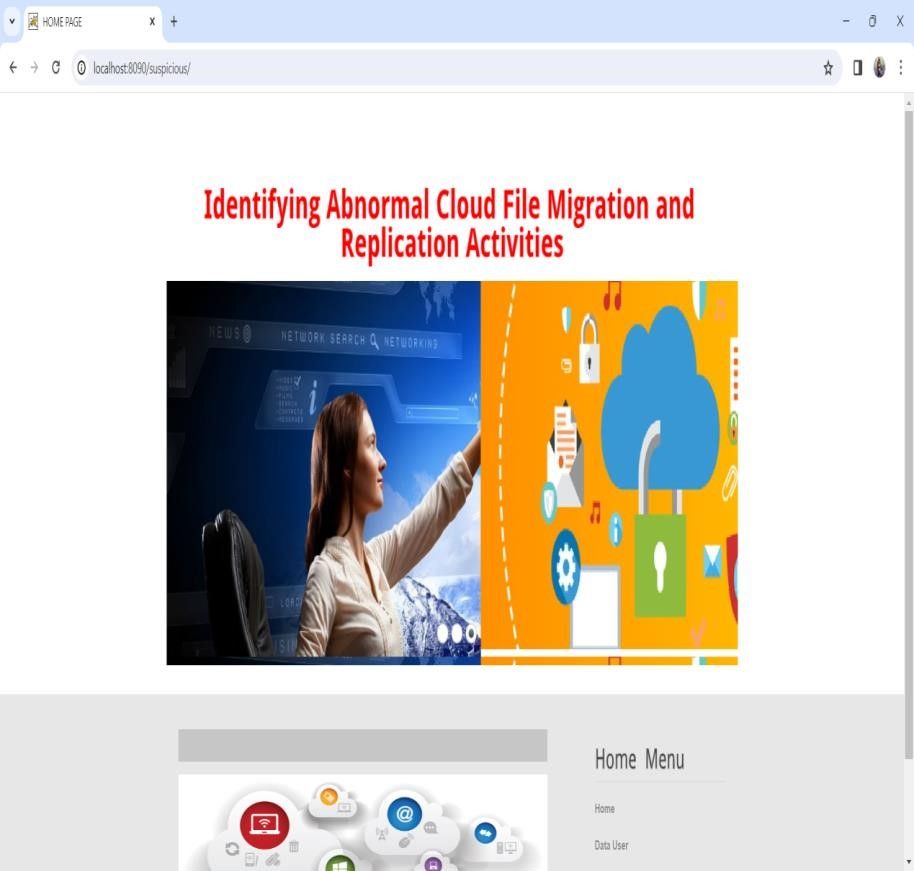 HOME PAGE
localhost:8090/suspicious/
Identifying Abnormal Cloud File Migration and
Replication Activities
NEWS
NETWORK SEARCH
NETWORKING
Home Menu
Home
Data User